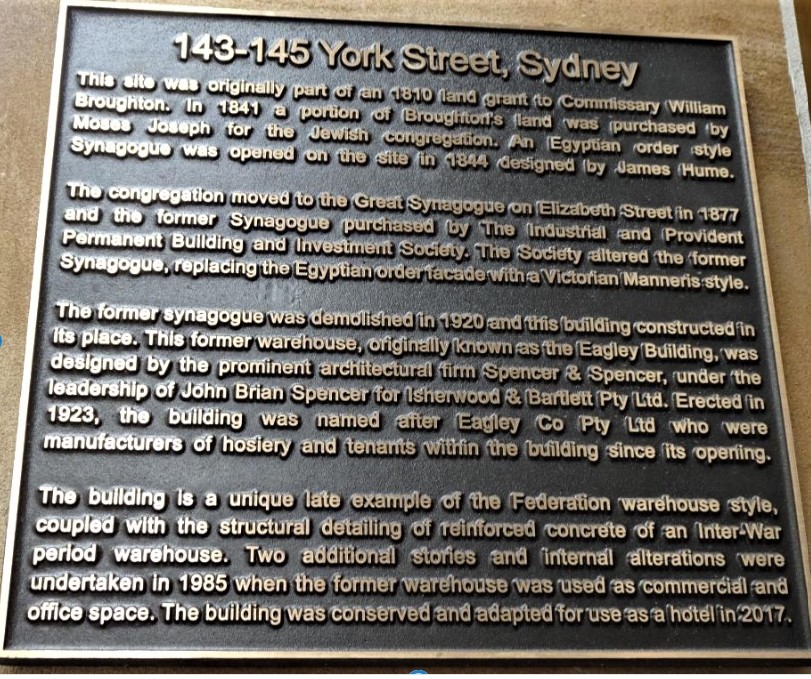 143-145 York Street, Sydney
This site was originally part of an 1810 land grant to Commissary William
Broughton. In 1841 a portion of Broughton's land was purchased by
Moses Joseph for the Jewish congregation. An Egyptian order style
Synagogue was opened on the site in 1844 designed by James Hume.
The congregation moved to the Great Synagogue on Elizabeth Street in 1877
and the former Synagogue purchased by The Industrial and Provident
Permanent Building and Investment Society. The Society altered the former
Synagogue, replacing the Egyptian order facade with a Victorian Manneris style.
The former synagogue was demolished in 1920 and this building constructed in
its place. This former warehouse, originally known as the Eagley Building, was
designed by the prominent architectural firm Spencer & Spencer, under the
leadership of John Brian Spencer for Isherwood & Bartlett Pty Ltd. Erected in
1923, the building was named after Eagley Co Pty Ltd who were
manufacturers of hosiery and tenants within the building since its opening.
The building is a unique late example of the Federation warehouse style,
coupled with the structural detailing of reinforced concrete of an Inter-War
period warehouse. Two additional stories and internal alterations were
undertaken in 1985 when the former warehouse was used as commercial and
office space. The building was conserved and adapted for use as a hotel in 2017.